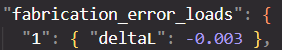 "fabrication_error_loads": {
"1": { "deltaL": -0.003 },